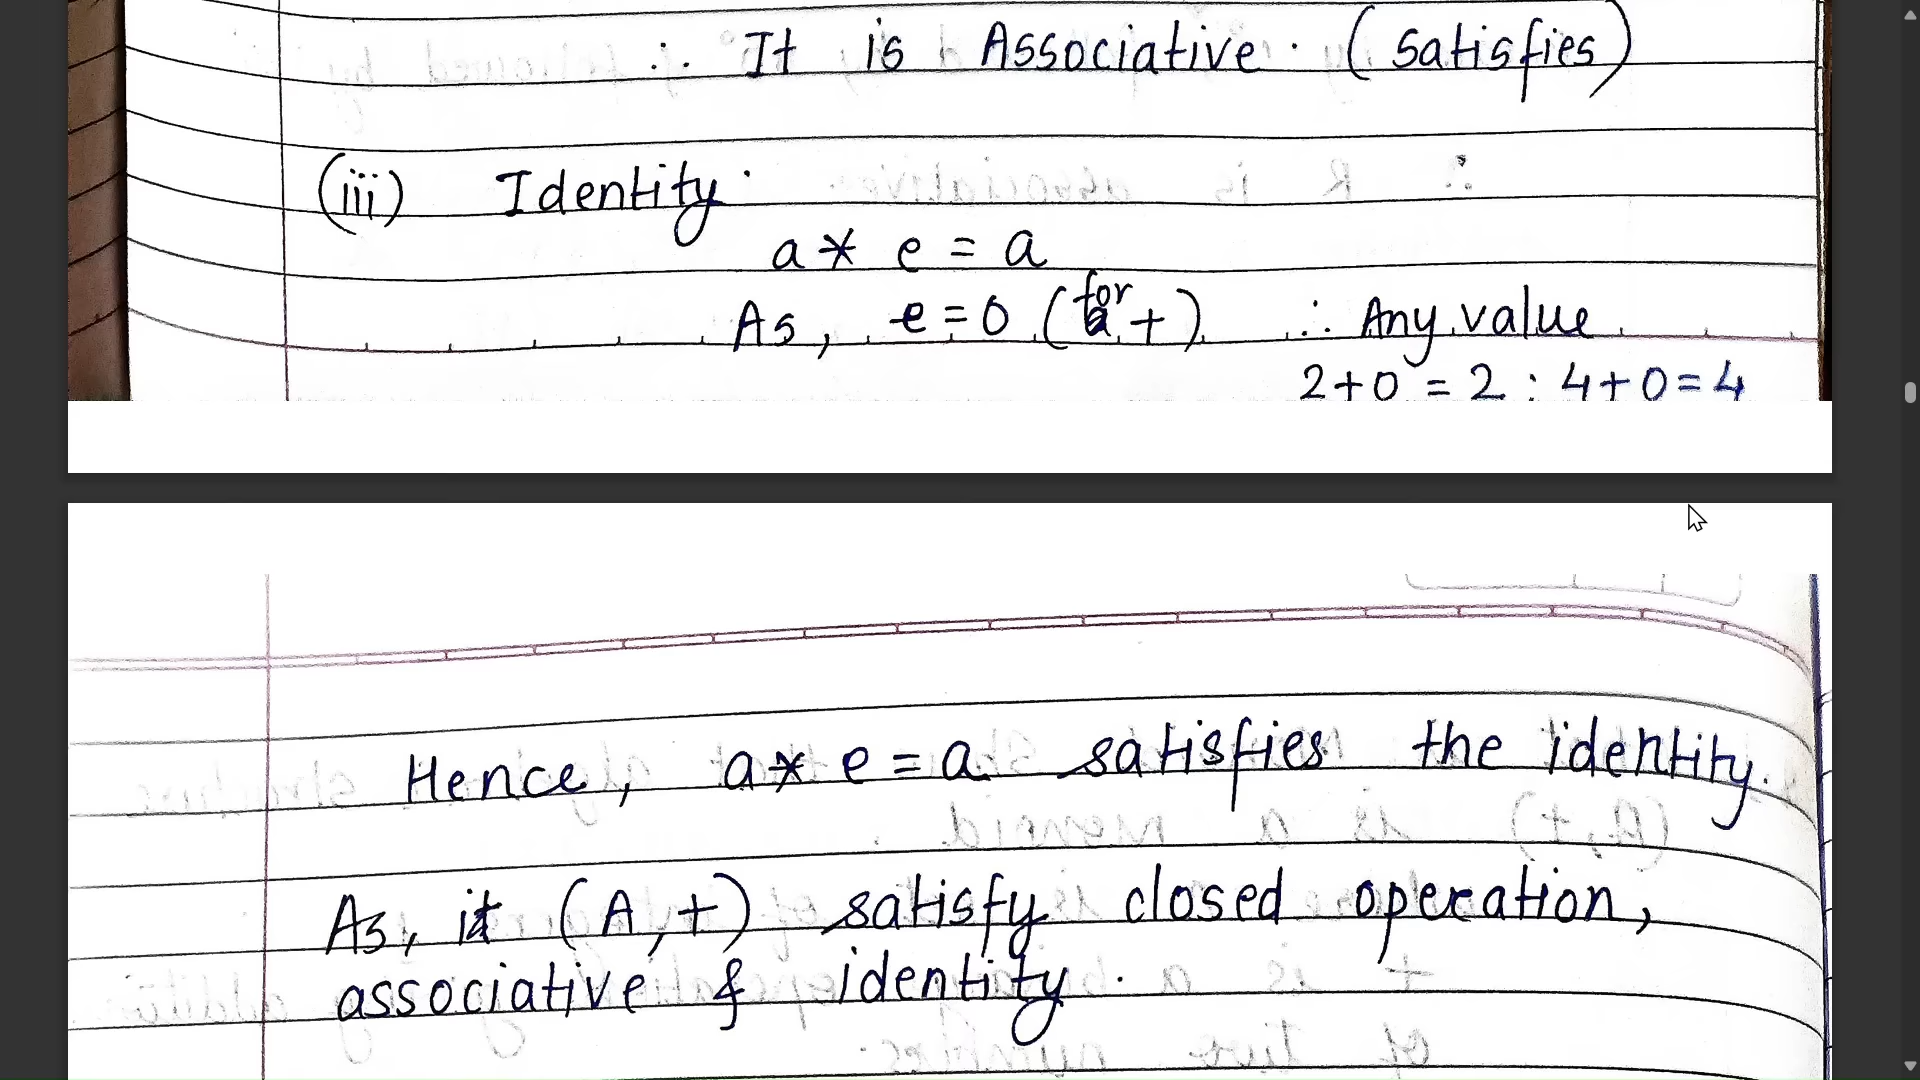 ∴ It is Associative. (satisfies)
(iii) Identity.
a * e = a
As, e = 0 (for +) ∴ Any value
2+0 = 2 : 4+0=4
Hence, a * e = a satisfies the identity.
As, it (A, +) satisfy closed operation,
associative & identity.